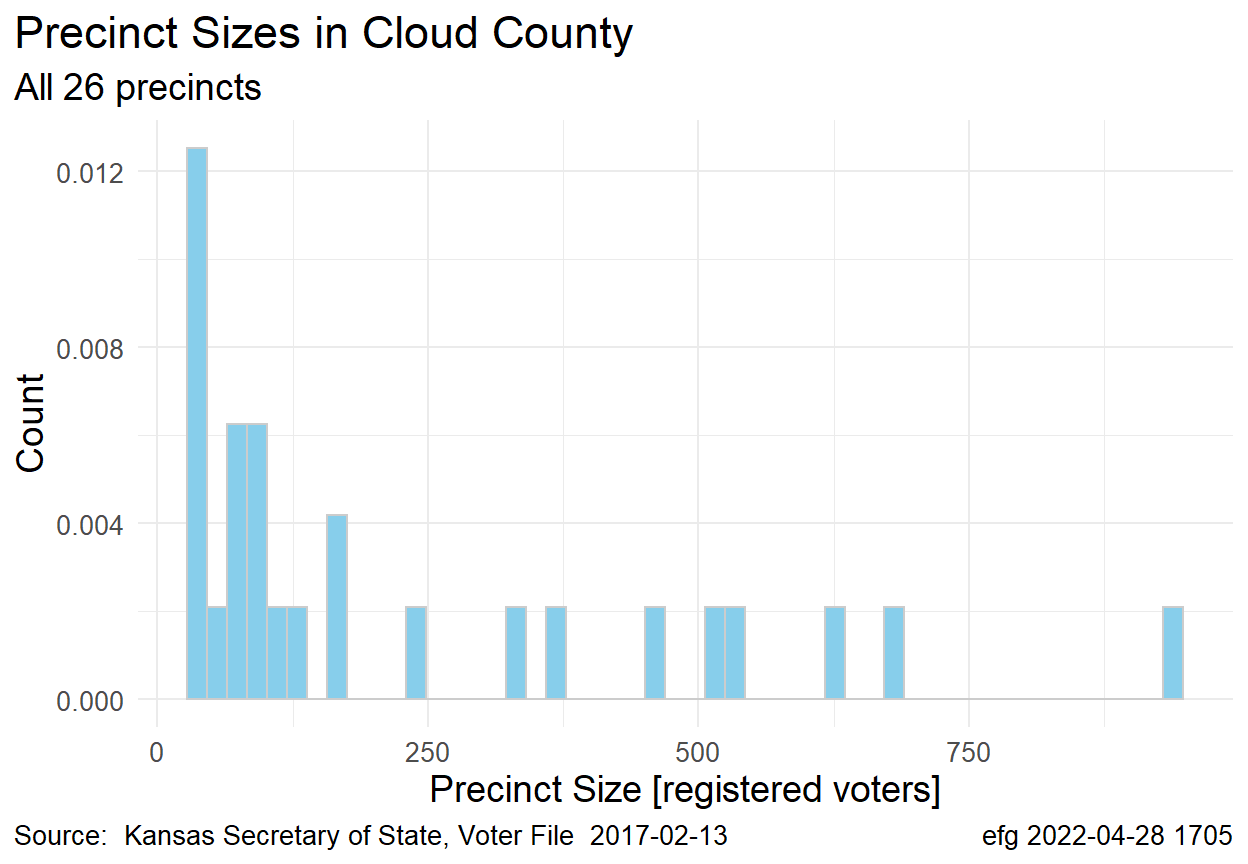 Precinct Sizes in Cloud County
All 26 precincts
0.012
0.008
0.004
0.000
Count
0 250 500 750
Precinct Size [registered voters]
Source:  Kansas Secretary of State, Voter File  2017-02-13 efg 2022-04-28 1705